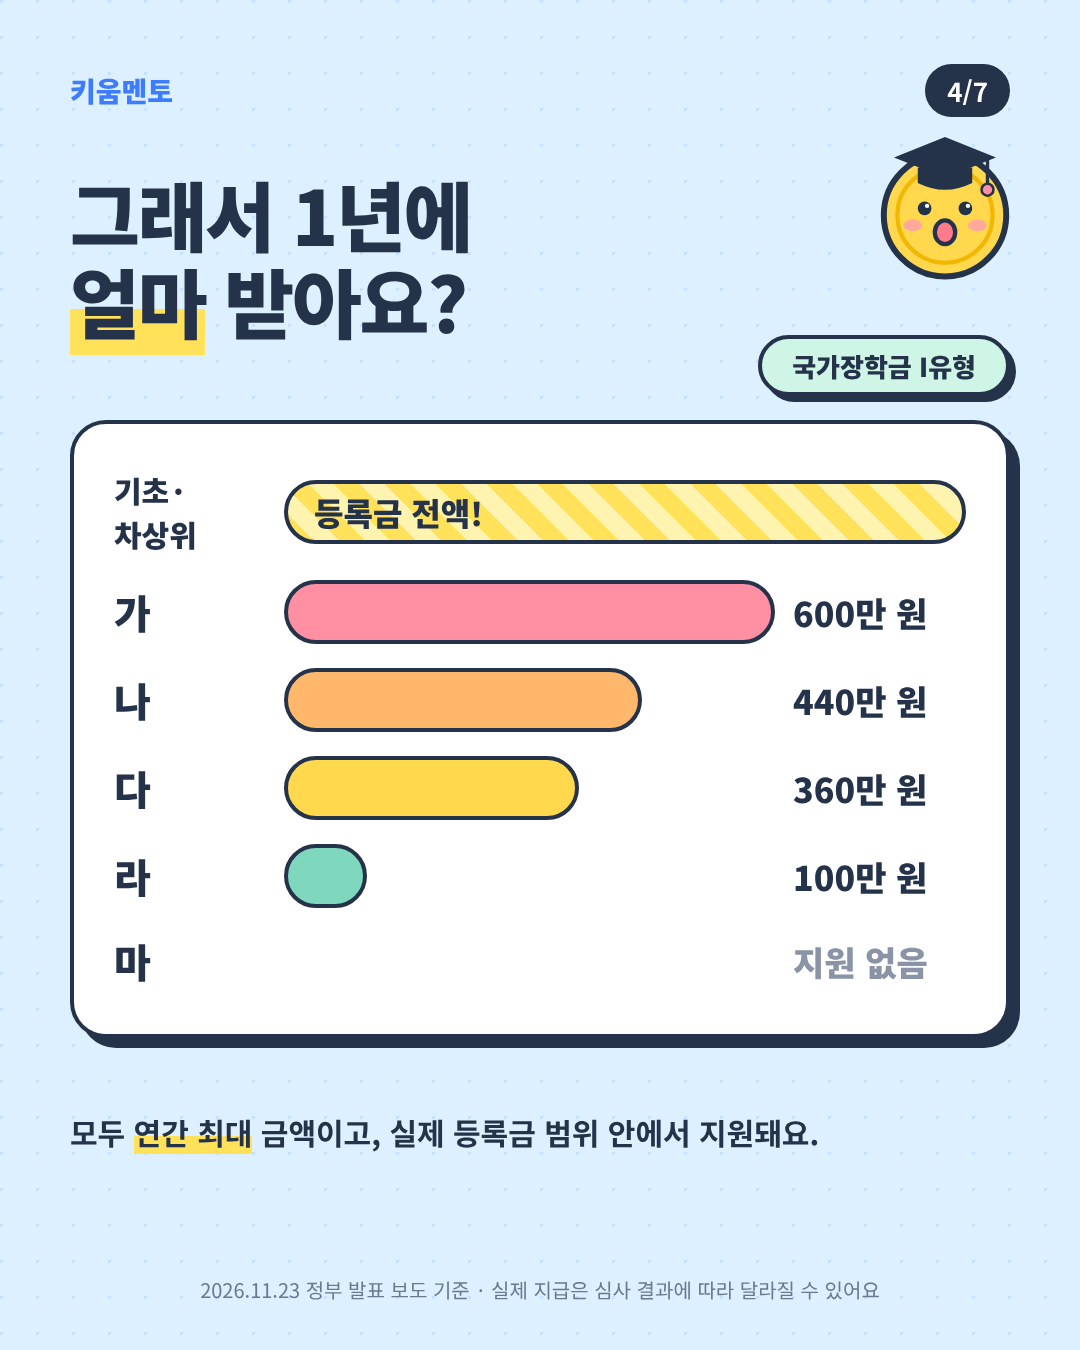 키움멘토
4/7
그래서 1년에
얼마 받아요?
국가장학금 I유형
기초·
차상위
등록금 전액!
가
600만 원
나
440만 원
다
360만 원
라
100만 원
마
지원 없음
모두 연간 최대 금액이고, 실제 등록금 범위 안에서 지원돼요.
2026.11.23 정부 발표 보도 기준 · 실제 지급은 심사 결과에 따라 달라질 수 있어요